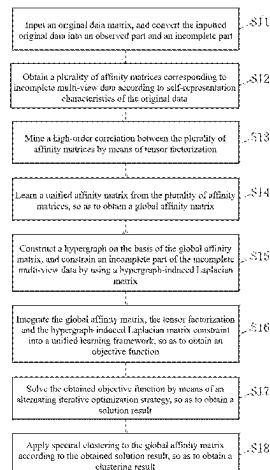 Input an original data matrix, and convert the inputted
original data into an observed part and an incomplete
part
S11
Obtain a plurality of affinity matrices corresponding to
incomplete multi-view data according to self-representation
characteristics of the original data
S12
Mine a high-order correlation between the plurality of
affinity matrices by means of tensor factorization
S13
Learn a unified affinity matrix from the plurality of affinity
matrices, so as to obtain a global affinity matrix
S14
Construct a hypergraph on the basis of the global affinity
matrix, and constrain an incomplete part of the incomplete
multi-view data by using a hypergraph-induced Laplacian
matrix
S15
Integrate the global affinity matrix, the tensor factorization
and the hypergraph-induced Laplacian matrix constraint
into a unified learning framework, so as to obtain an
objective function
S16
Solve the obtained objective function by means of an
alternating iterative optimization strategy, so as to obtain a
solution result
S17
Apply spectral clustering to the global affinity matrix
according to the obtained solution result, so as to obtain a
clustering result
S18